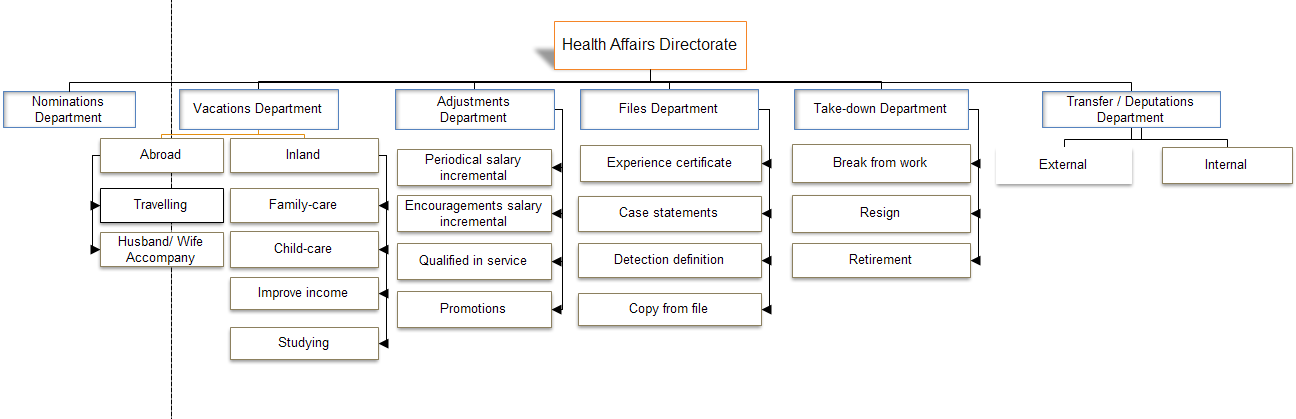 Health Affairs Directorate
Nominations
Department
Vacations Department
Adjustments
Department
Files Department
Take-down Department
Transfer / Deputations
Department
Abroad
Inland
Periodical salary
incremental
Experience certificate
Break from work
External
Internal
Travelling
Family-care
Encouragements salary
incremental
Case statements
Resign
Husband/ Wife
Accompany
Child-care
Qualified in service
Detection definition
Retirement
Improve income
Promotions
Copy from file
Studying